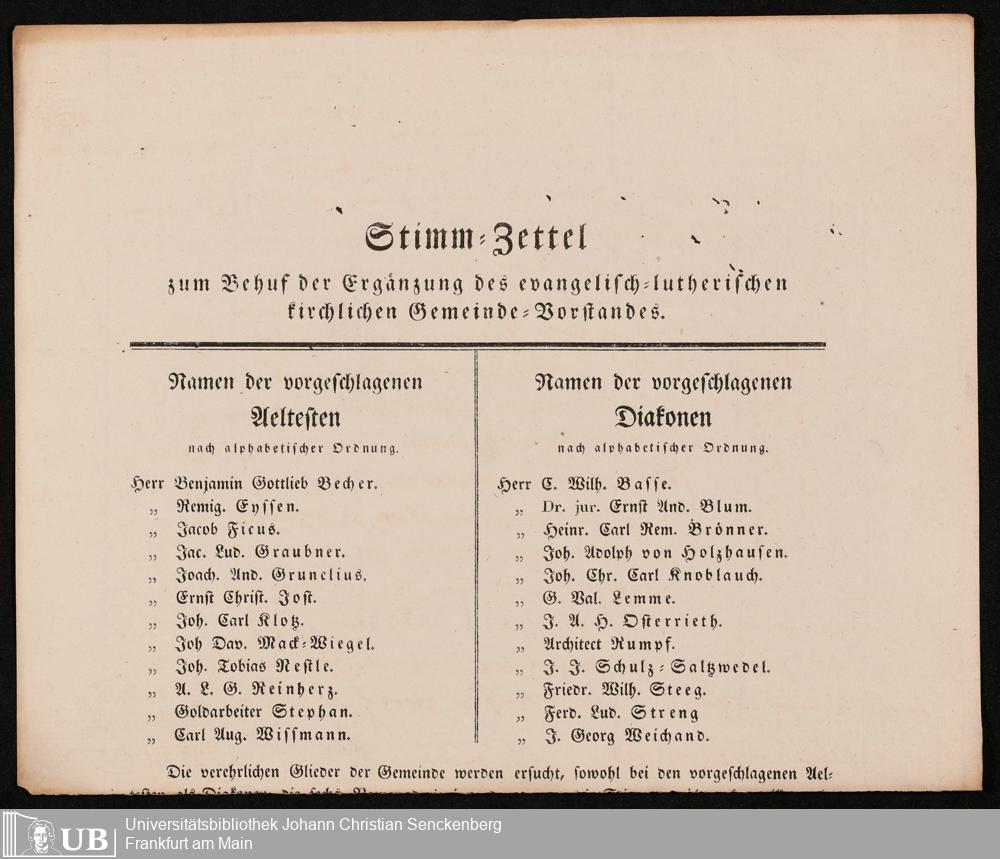 Stimm-Zettel
zum Behuf der Ergänzung des evangelisch-lutherischen
kirchlichen Gemeinde-Vorstandes.
Namen der vorgeschlagenen
Aeltesten
nach alphabetischer Ordnung.
Herr Benjamin Gottlieb Becher.
„ Remig. Eyssen.
„ Jacob Ficus.
„ Jac. Lud. Graubner.
„ Joach. And. Grunelius.
„ Ernst Christ. Jost.
„ Joh. Carl Klotz.
„ Joh Dav. Mack-Wiegel.
„ Joh. Tobias Nestle.
„ A. L. G. Reinherz.
„ Goldarbeiter Stephan.
„ Carl Aug. Wissmann.
Namen der vorgeschlagenen
Diakonen
nach alphabetischer Ordnung.
Herr C. Wilh. Basse.
„ Dr. jur. Ernst And. Blum.
„ Heinr. Carl Rem. Brönner.
„ Joh. Adolph von Holzhausen.
„ Joh. Chr. Carl Knoblauch.
„ G. Val. Lemme.
„ J. A. H. Osterrieth.
„ Architect Rumpf.
„ J. J. Schulz-Saltzwedel.
„ Friedr. Wilh. Steeg.
„ Ferd. Lud. Streng
„ J. Georg Weichand.
Die verehrlichen Glieder der Gemeinde werden ersucht, sowohl bei den vorgeschlagenen Ael-
UB
Universitätsbibliothek Johann Christian Senckenberg
Frankfurt am Main